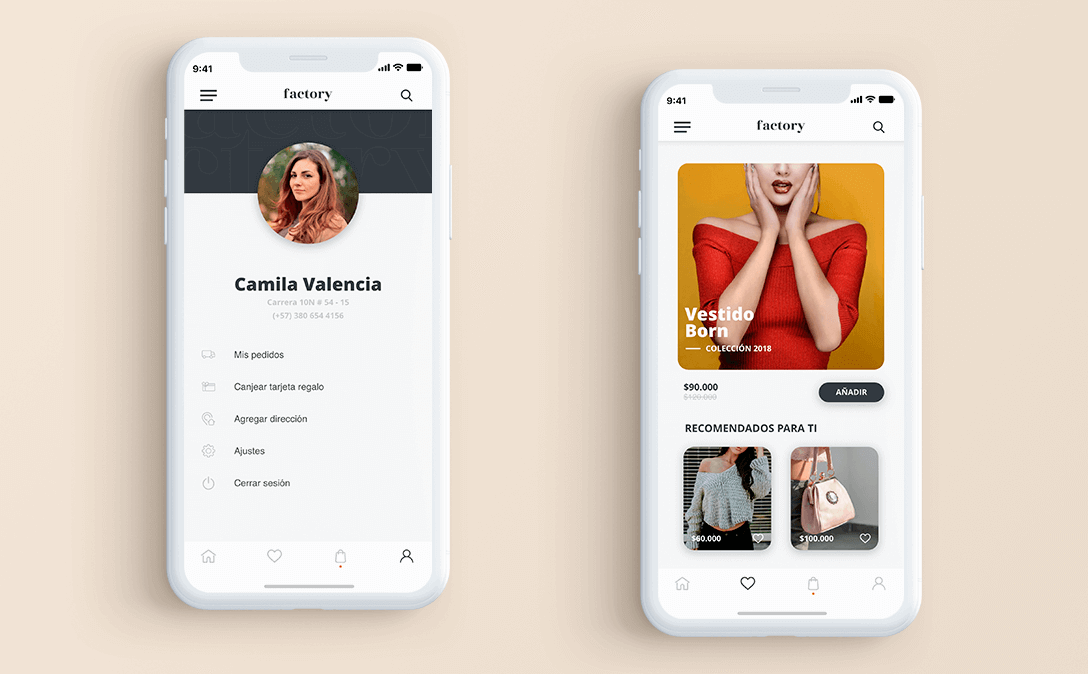 9:41
factory
Camila Valencia
Carrera 10N # 54 - 15
(+57) 380 654 4156
Mis pedidos
Canjear tarjeta regalo
Agregar dirección
Ajustes
Cerrar sesión
9:41
factory
Vestido
Born
COLECCIÓN 2018
$90.000
$120.000
AÑADIR
RECOMENDADOS PARA TI
$60.000
$100.000